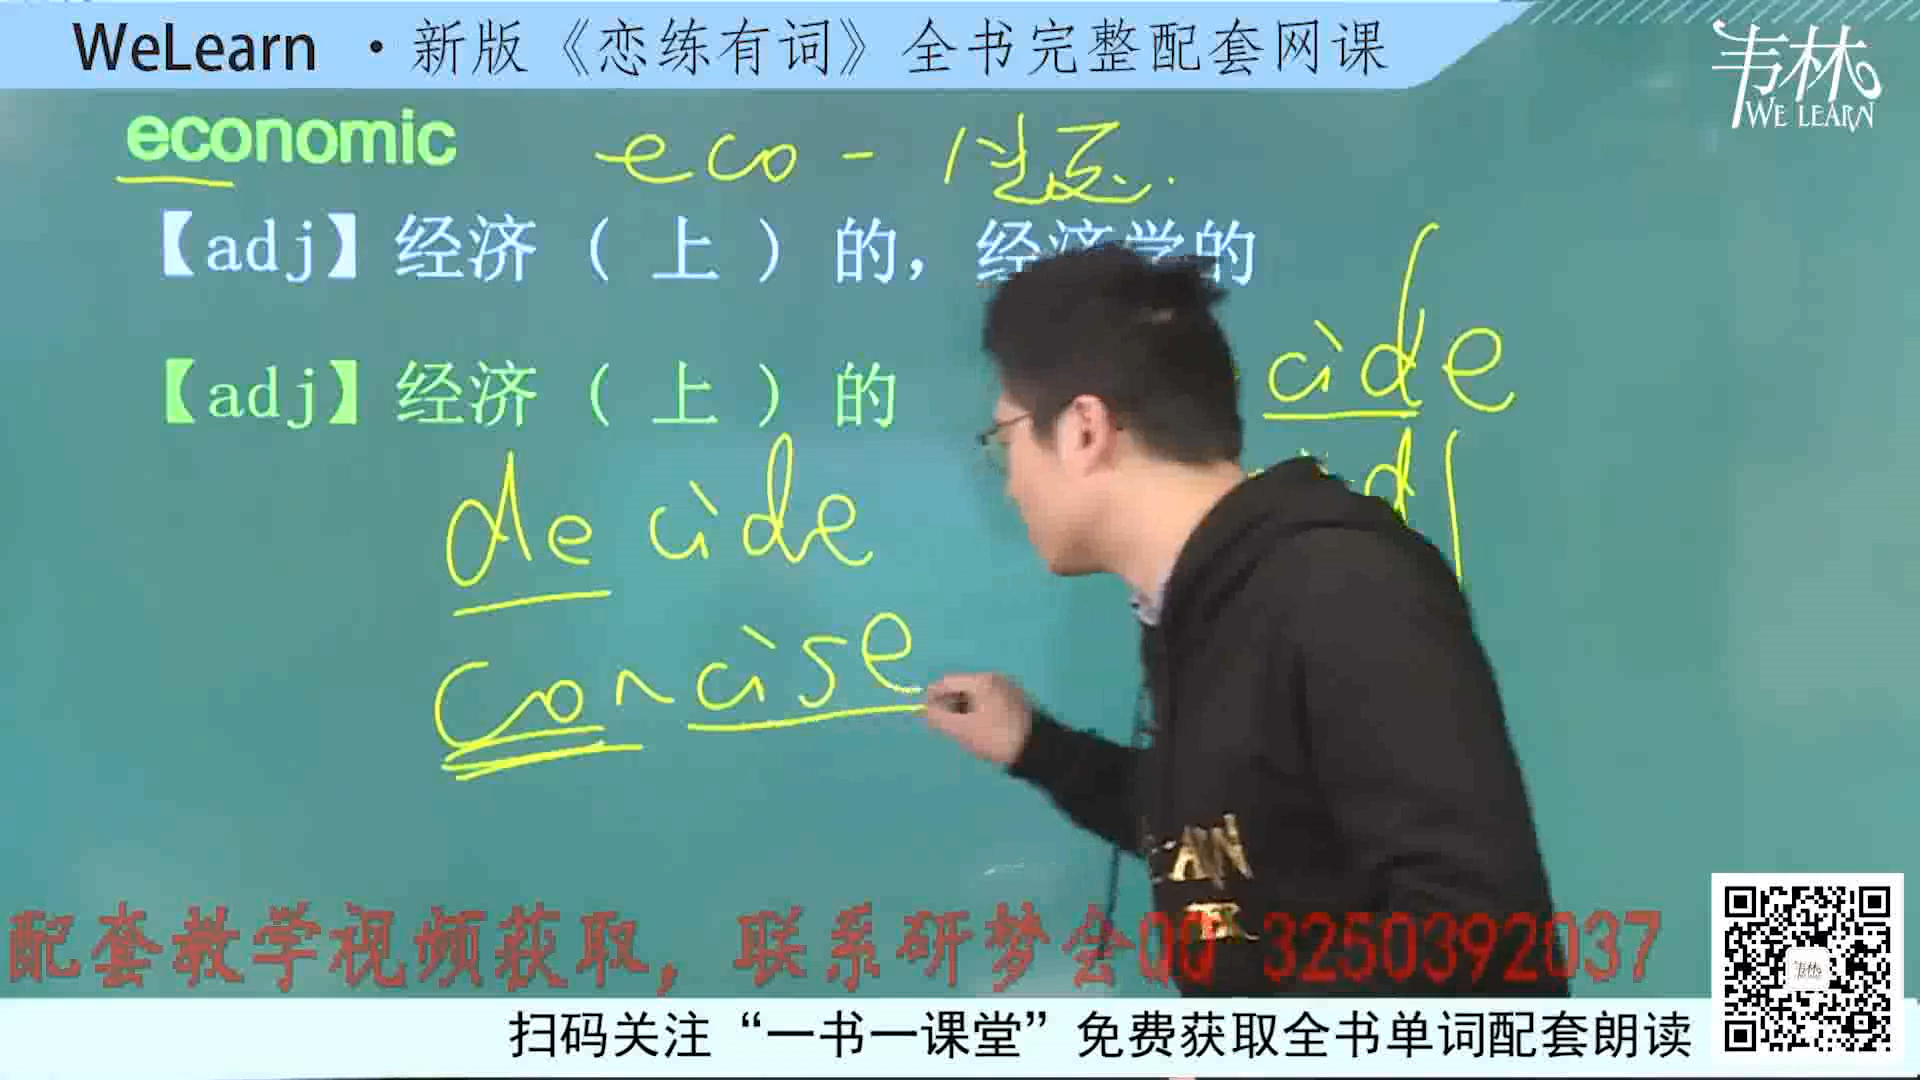 WeLearn ·新版《恋练有词》全书完整配套网课
韦林
WE LEARN
economic
eco-
【adj】经济(上)的,经济学的
cide
【adj】经济(上)的
decide
concise
配套教学视频获取,联系研梦会QQ 3250392037
扫码关注“一书一课堂”免费获取全书单词配套朗读